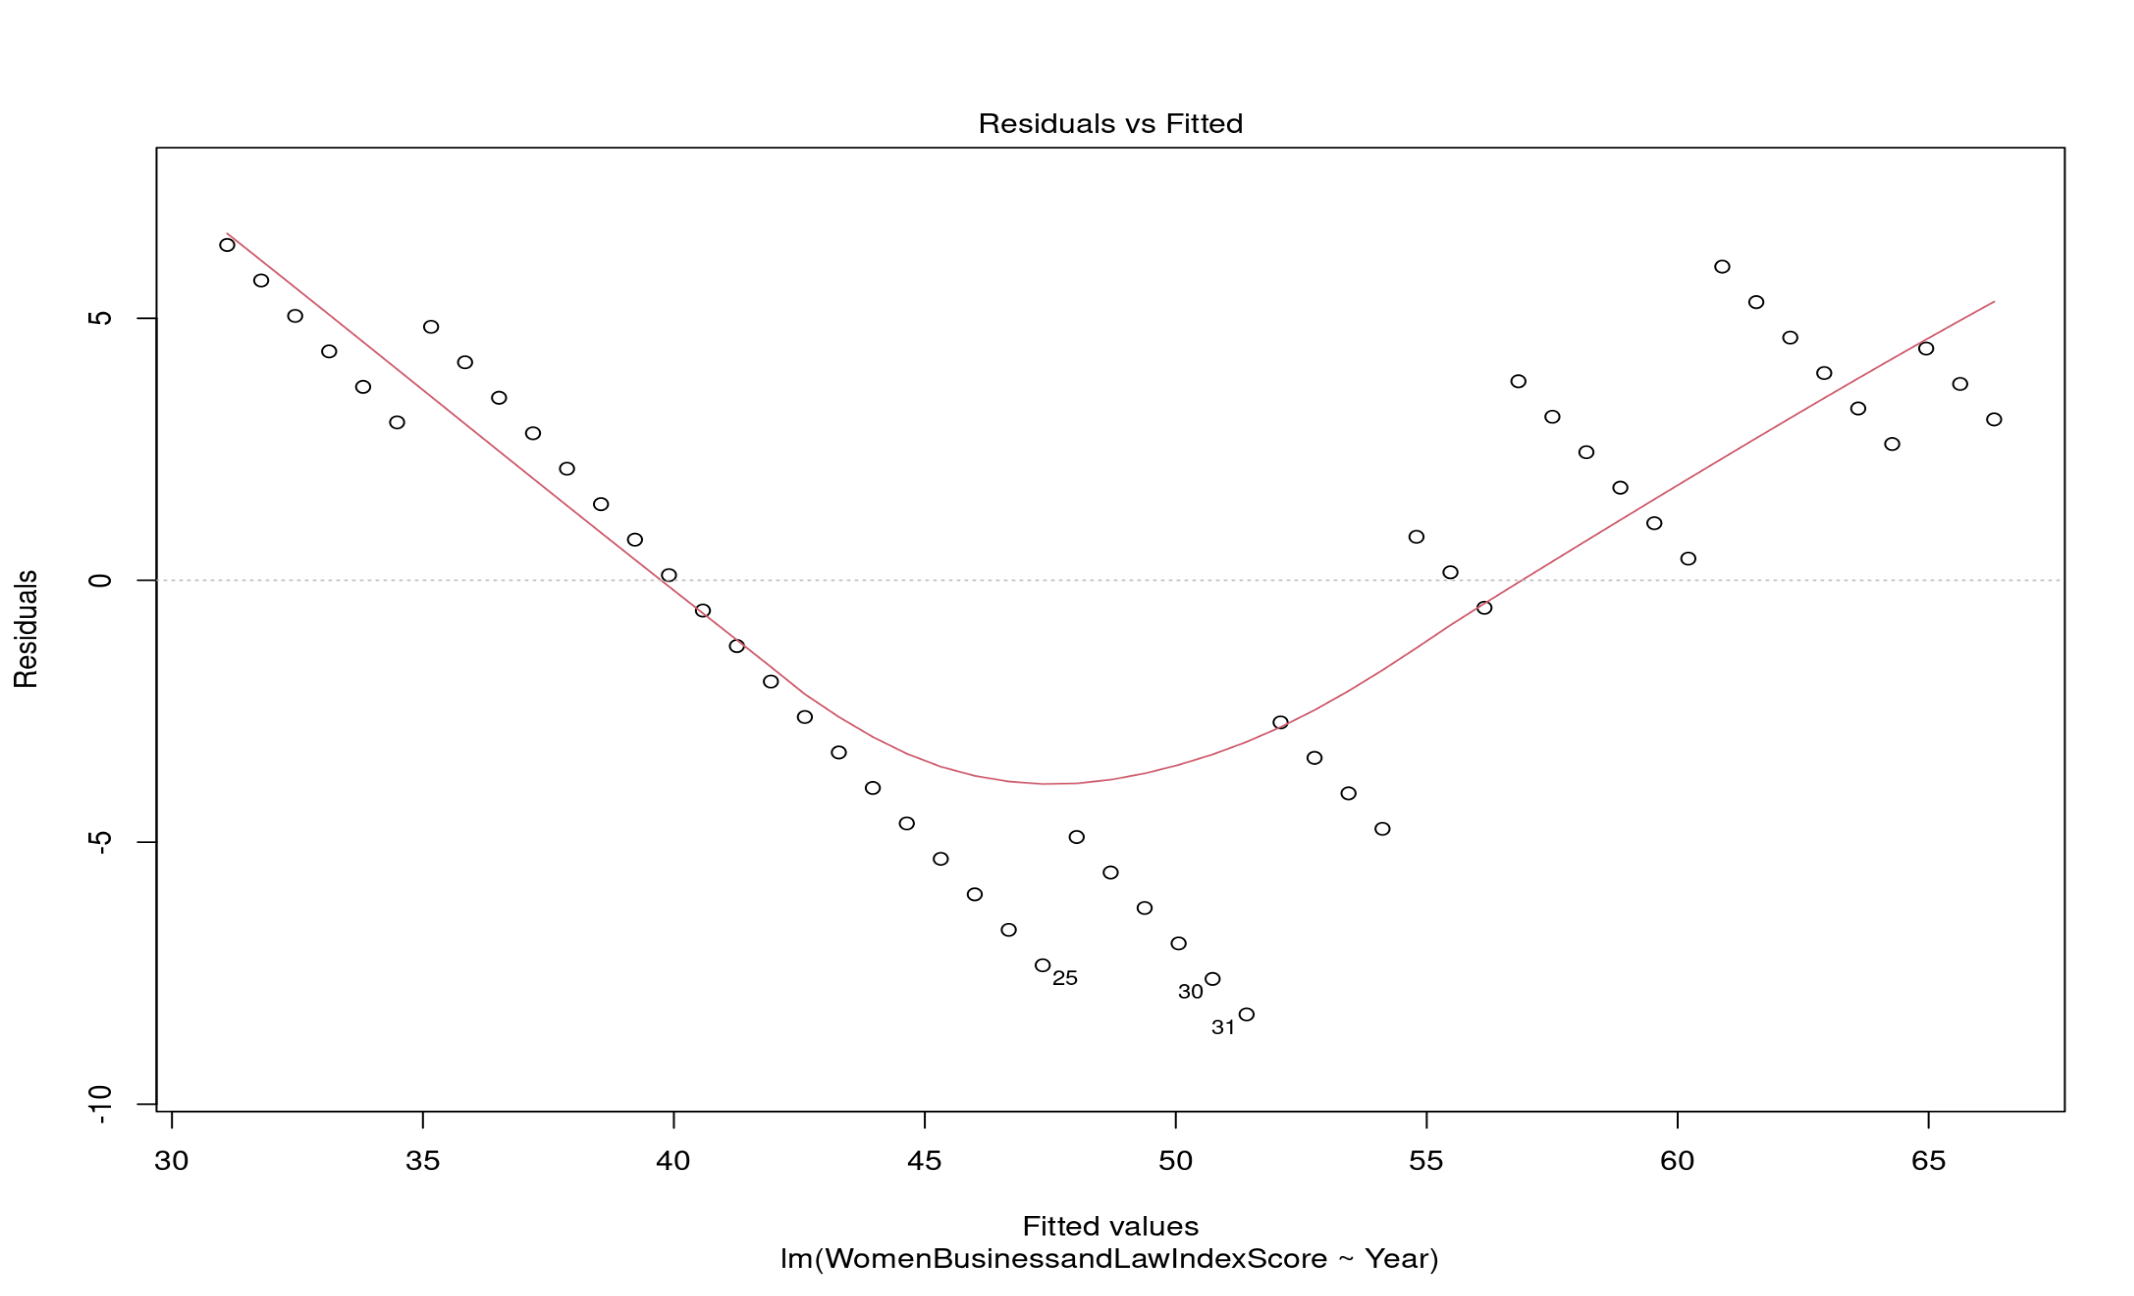 Residuals vs Fitted
Residuals
5
0
-5
-10
25
30
31
30 35 40 45 50 55 60 65
Fitted values
lm(WomenBusinessandLawIndexScore ~ Year)